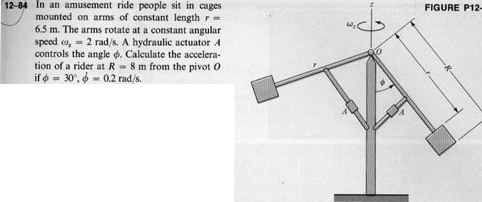 12-84 In an amusement ride people sit in cages
mounted on arms of constant length r =
6.5 m. The arms rotate at a constant angular
speed ω_z = 2 rad/s. A hydraulic actuator A
controls the angle ϕ. Calculate the accelera-
tion of a rider at R = 8 m from the pivot O
if ϕ = 30°, ϕ̇ = 0.2 rad/s.
FIGURE P12-
z
ω_z
O
r
r
R
ϕ
A
A